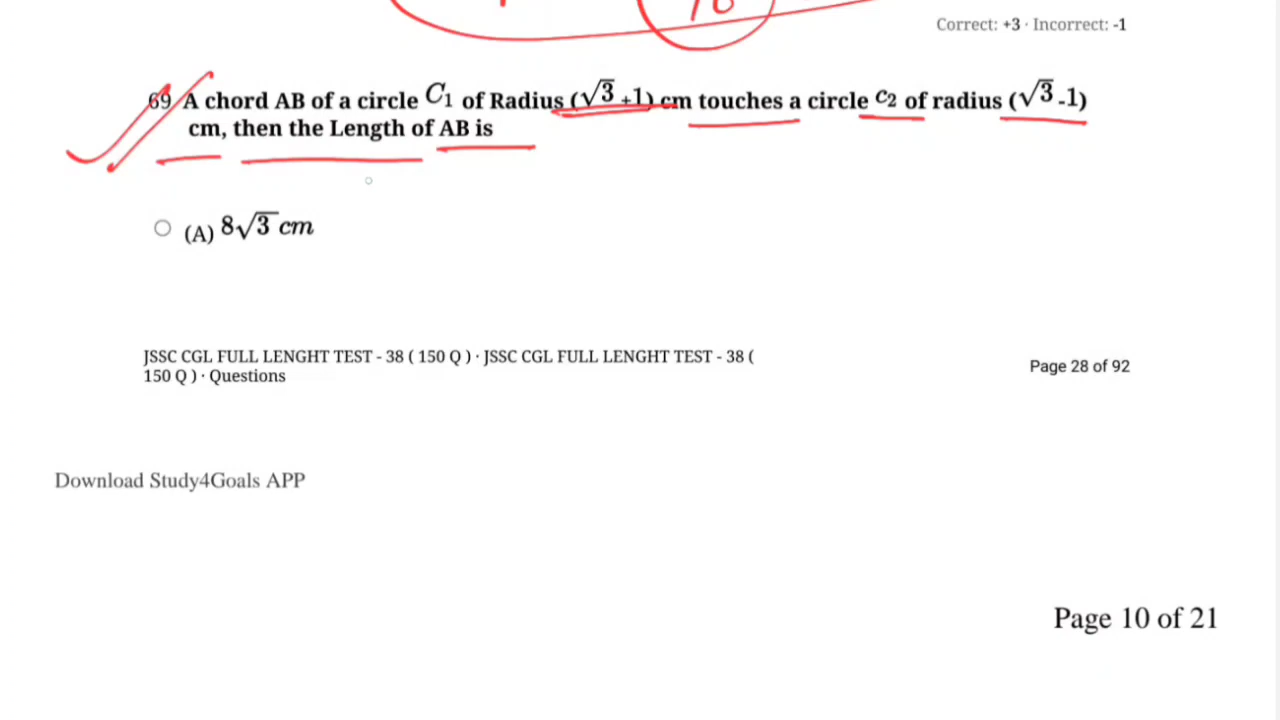 Correct: +3 · Incorrect: -1
69 A chord AB of a circle C₁ of Radius (√3 +1) cm touches a circle c₂ of radius (√3 -1)
cm, then the Length of AB is
(A) 8√3 cm
JSSC CGL FULL LENGHT TEST - 38 ( 150 Q ) · JSSC CGL FULL LENGHT TEST - 38 (
150 Q ) · Questions
Page 28 of 92
Download Study4Goals APP
Page 10 of 21